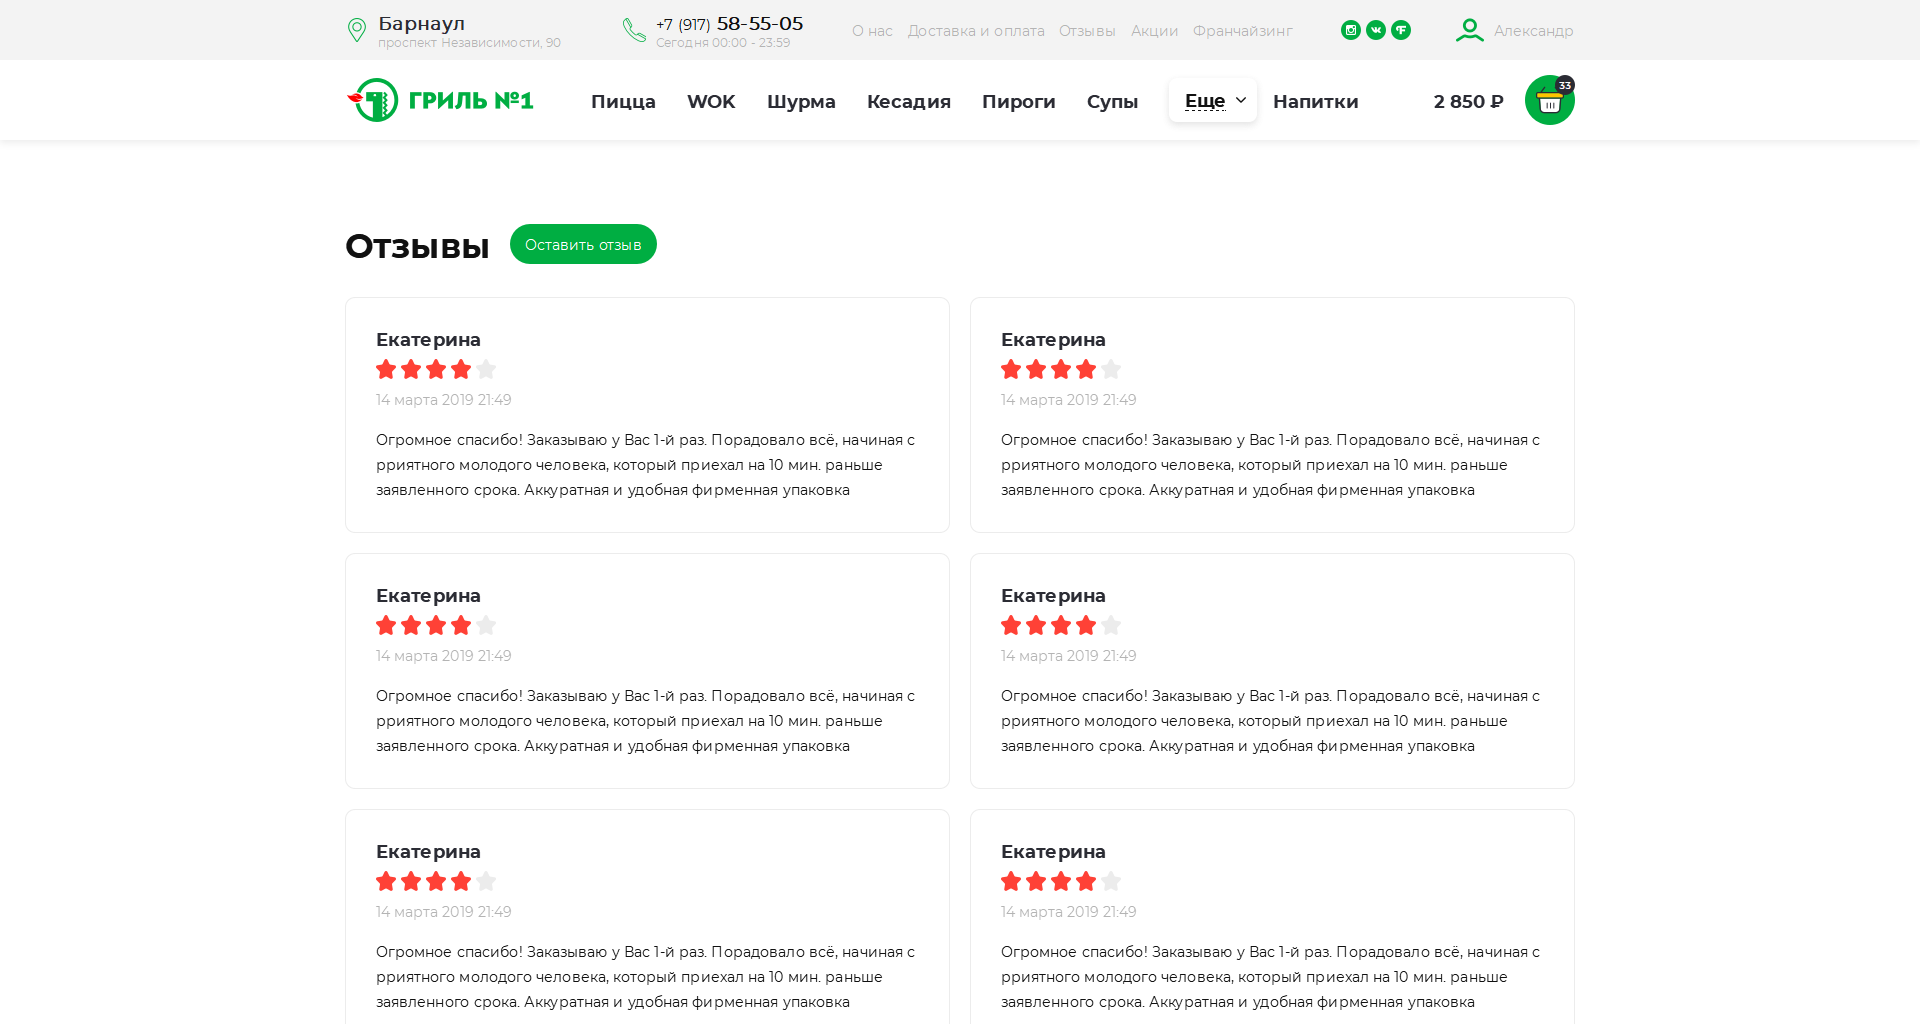 Барнаул
проспект Независимости, 90
+7 (917) 58-55-05
Сегодня 00:00 - 23:59
О нас Доставка и оплата Отзывы Акции Франчайзинг
Александр
ГРИЛЬ №1
Пицца WOK Шурма Кесадия Пироги Супы Еще Напитки
2 850 ₽
33
Отзывы
Оставить отзыв
Екатерина
14 марта 2019 21:49
Огромное спасибо! Заказываю у Вас 1-й раз. Порадовало всё, начиная с
рриятного молодого человека, который приехал на 10 мин. раньше
заявленного срока. Аккуратная и удобная фирменная упаковка
Екатерина
14 марта 2019 21:49
Огромное спасибо! Заказываю у Вас 1-й раз. Порадовало всё, начиная с
рриятного молодого человека, который приехал на 10 мин. раньше
заявленного срока. Аккуратная и удобная фирменная упаковка
Екатерина
14 марта 2019 21:49
Огромное спасибо! Заказываю у Вас 1-й раз. Порадовало всё, начиная с
рриятного молодого человека, который приехал на 10 мин. раньше
заявленного срока. Аккуратная и удобная фирменная упаковка
Екатерина
14 марта 2019 21:49
Огромное спасибо! Заказываю у Вас 1-й раз. Порадовало всё, начиная с
рриятного молодого человека, который приехал на 10 мин. раньше
заявленного срока. Аккуратная и удобная фирменная упаковка
Екатерина
14 марта 2019 21:49
Огромное спасибо! Заказываю у Вас 1-й раз. Порадовало всё, начиная с
рриятного молодого человека, который приехал на 10 мин. раньше
заявленного срока. Аккуратная и удобная фирменная упаковка
Екатерина
14 марта 2019 21:49
Огромное спасибо! Заказываю у Вас 1-й раз. Порадовало всё, начиная с
рриятного молодого человека, который приехал на 10 мин. раньше
заявленного срока. Аккуратная и удобная фирменная упаковка